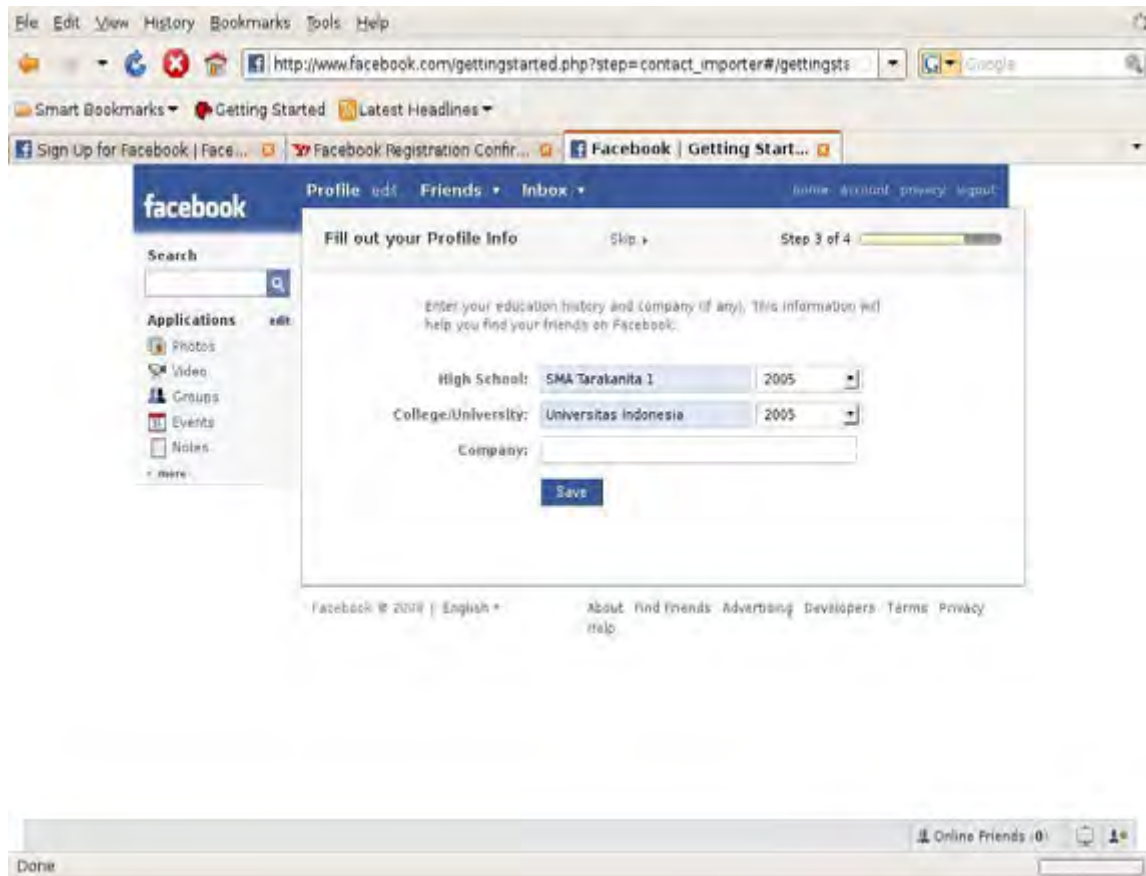 File Edit View History Bookmarks Tools Help
http://www.facebook.com/gettingstarted.php?step=contact_importer#/gettingsta
Google
Smart Bookmarks Getting Started Latest Headlines
Sign Up for Facebook | Face... Facebook Registration Confir... Facebook | Getting Start...
facebook
Profile edit Friends Inbox home account privacy logout
Search
Applications edit
Photos
Video
Groups
Events
Notes
more
Fill out your Profile Info Skip Step 3 of 4
Enter your education history and company (if any). This information will
help you find your friends on Facebook.
High School: SMA Tarakanita 1 2005
College/University: Universitas Indonesia 2005
Company:
Save
Facebook © 2008 | English
About Find Friends Advertising Developers Terms Privacy
Help
Online Friends (0)
Done